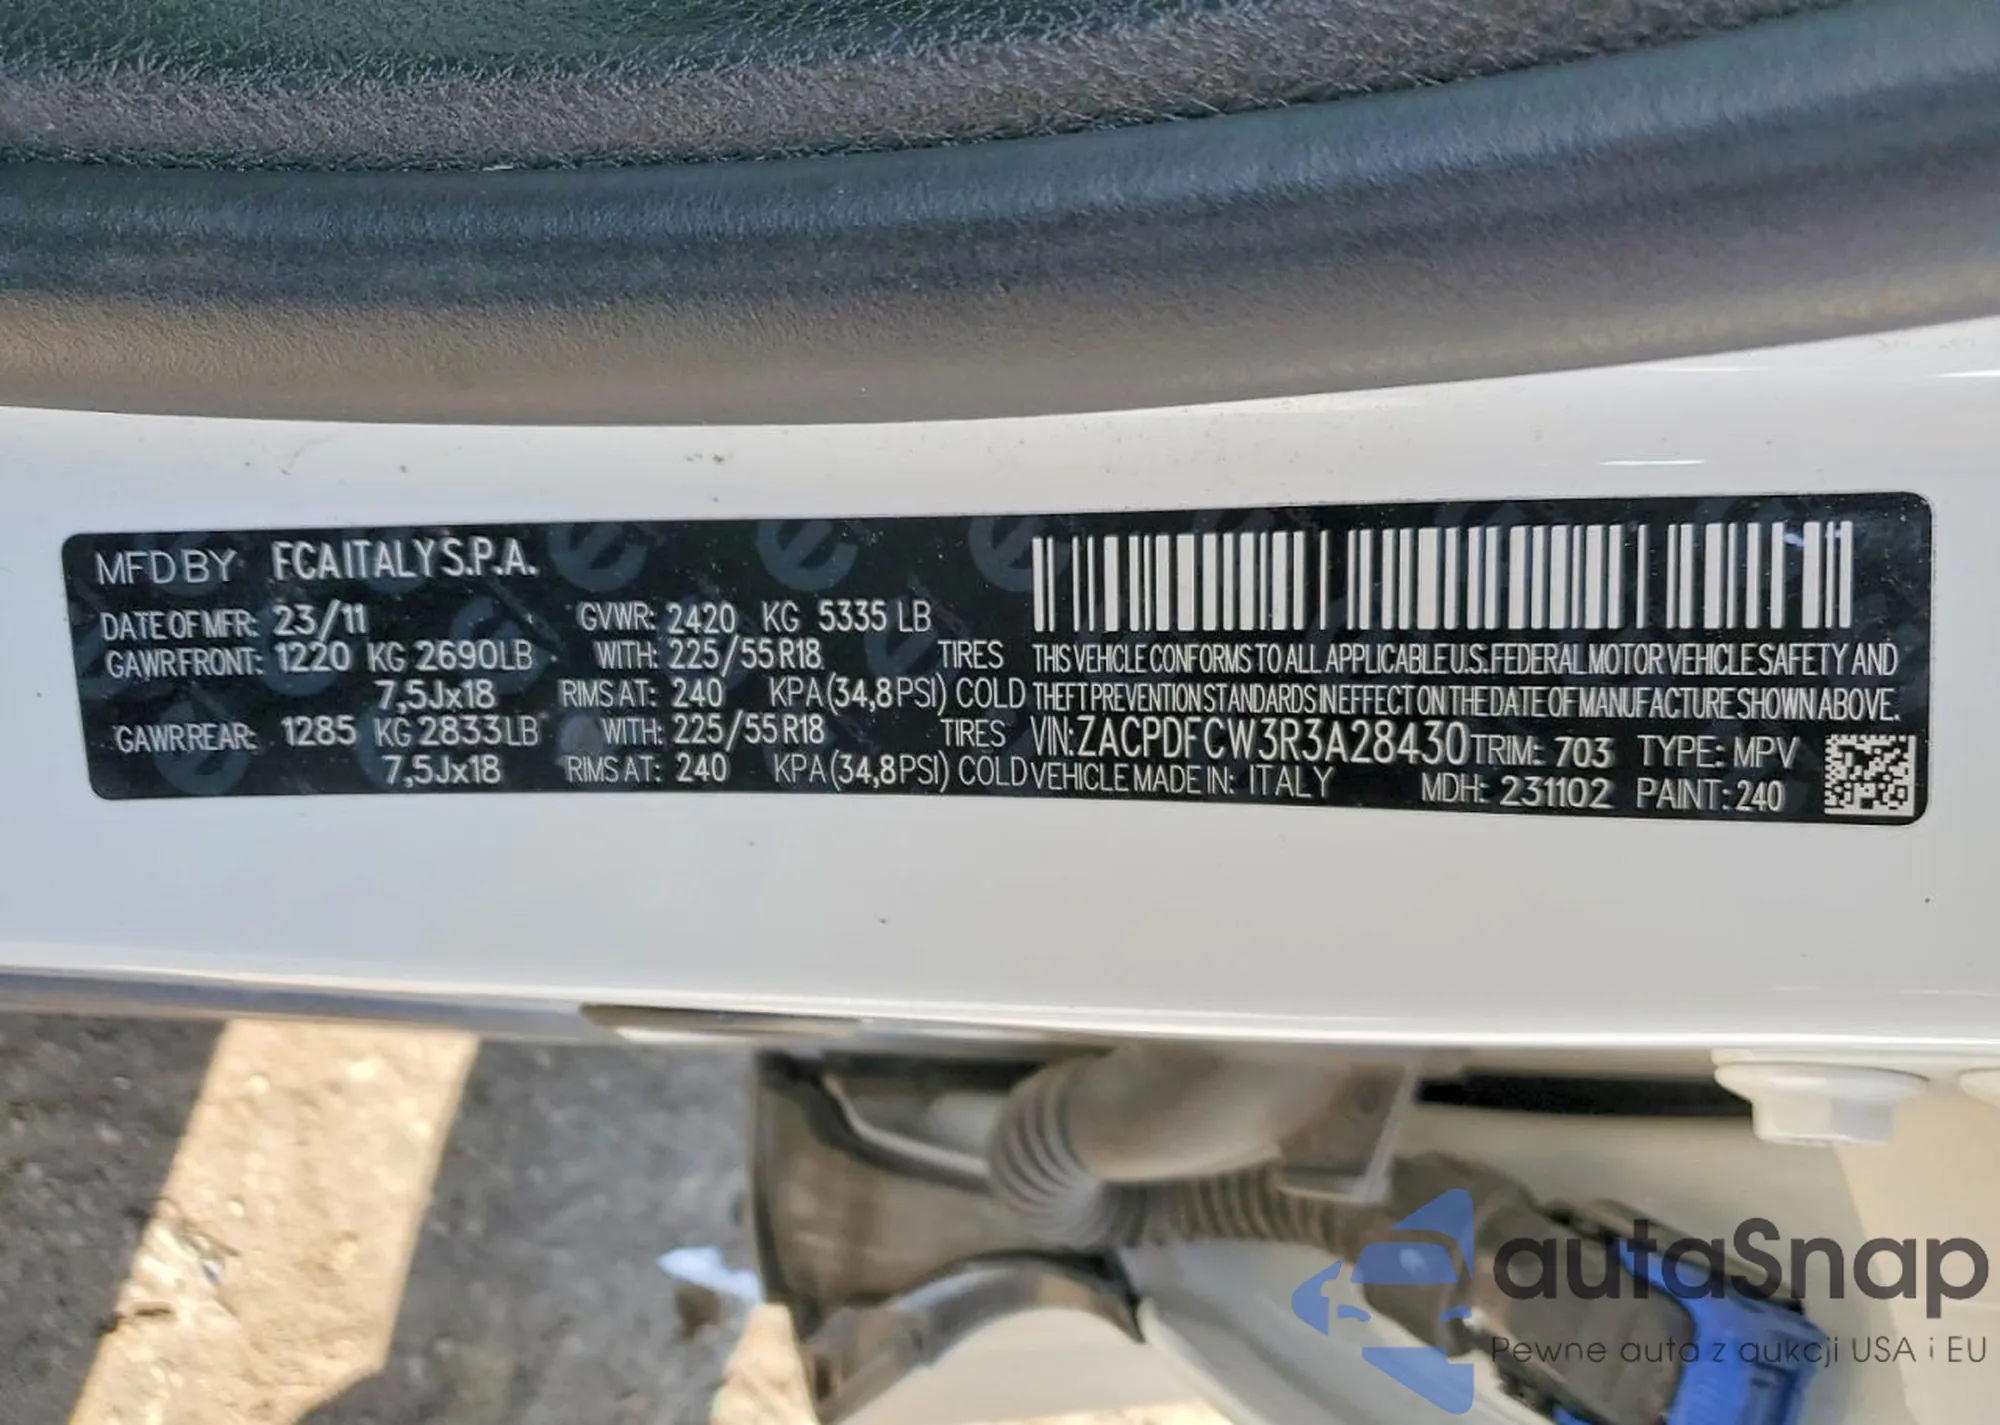 MFD BY FCA ITALY S.P.A.
DATE OF MFR: 23/11 GVWR: 2420 KG 5335 LB
GAWR FRONT: 1220 KG 2690LB WITH: 225/55R18 TIRES
7,5Jx18 RIMS AT: 240 KPA(34,8PSI) COLD
GAWR REAR: 1285 KG 2833LB WITH: 225/55R18 TIRES
7,5Jx18 RIMS AT: 240 KPA(34,8PSI) COLD
THIS VEHICLE CONFORMS TO ALL APPLICABLE U.S. FEDERAL MOTOR VEHICLE SAFETY AND
THEFT PREVENTION STANDARDS IN EFFECT ON THE DATE OF MANUFACTURE SHOWN ABOVE.
VIN: ZACPDFCW3R3A28430 TRIM: 703 TYPE: MPV
VEHICLE MADE IN: ITALY MDH: 231102 PAINT: 240
autaSnap
Pewne auta z aukcji USA i EU